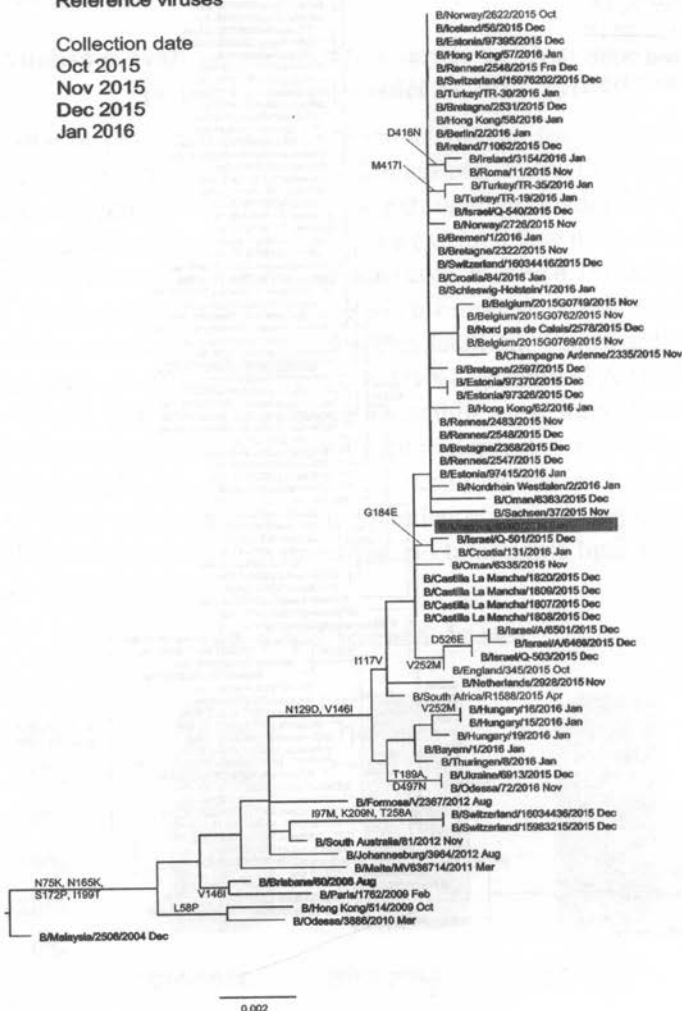 Reference viruses
Collection date
Oct 2015
Nov 2015
Dec 2015
Jan 2016
B/Norway/2622/2015 Oct
B/Iceland/56/2015 Dec
B/Estonia/97395/2015 Dec
B/Hong Kong/57/2016 Jan
B/Rennes/2548/2015 Fra Dec
B/Switzerland/15976202/2015 Dec
B/Turkey/TR-30/2016 Jan
B/Bretagne/2531/2015 Dec
B/Hong Kong/58/2016 Jan
B/Berlin/2/2016 Jan
D416N
B/Ireland/71062/2015 Dec
B/Ireland/3154/2016 Jan
M417I
B/Roma/11/2015 Nov
B/Turkey/TR-35/2016 Jan
B/Turkey/TR-19/2016 Jan
B/Israel/Q-540/2015 Dec
B/Norway/2726/2015 Nov
B/Bremen/1/2016 Jan
B/Bretagne/2322/2015 Nov
B/Switzerland/16034416/2015 Dec
B/Croatia/84/2016 Jan
B/Schleswig-Holstein/1/2016 Jan
B/Belgium/2015G0749/2015 Nov
B/Belgium/2015G0762/2015 Nov
B/Nord pas de Calais/2578/2015 Dec
B/Belgium/2015G0769/2015 Nov
B/Champagne Ardenne/2335/2015 Nov
B/Bretagne/2597/2015 Dec
B/Estonia/97370/2015 Dec
B/Estonia/97326/2015 Dec
B/Hong Kong/62/2016 Jan
B/Rennes/2483/2015 Nov
B/Rennes/2548/2015 Dec
B/Bretagne/2368/2015 Dec
B/Rennes/2547/2015 Dec
B/Estonia/97415/2016 Jan
B/Nordrhein Westfalen/2/2016 Jan
B/Oman/6363/2015 Dec
G184E
B/Sachsen/37/2015 Nov
B/Israel/Q-501/2015 Dec
B/Croatia/131/2016 Jan
B/Oman/6335/2015 Nov
B/Castilla La Mancha/1820/2015 Dec
B/Castilla La Mancha/1809/2015 Dec
B/Castilla La Mancha/1807/2015 Dec
B/Castilla La Mancha/1808/2015 Dec
B/Israel/A/6501/2015 Dec
D526E
B/Israel/A/6466/2015 Dec
B/Israel/Q-503/2015 Dec
I117V
V252M
B/England/345/2015 Oct
B/Netherlands/2928/2015 Nov
B/South Africa/R1588/2015 Apr
V252M
N129D, V146I
B/Hungary/16/2016 Jan
B/Hungary/15/2016 Jan
B/Hungary/19/2016 Jan
B/Bayern/1/2016 Jan
B/Thuringen/8/2016 Jan
T189A,
B/Ukraine/6913/2015 Dec
D497N
B/Odessa/72/2016 Nov
B/Formosa/V2367/2012 Aug
I97M, K209N, T258A
B/Switzerland/16034436/2015 Dec
B/Switzerland/15983215/2015 Dec
B/South Australia/81/2012 Nov
B/Johannesburg/3964/2012 Aug
B/Malta/MV636714/2011 Mar
N75K, N165K,
B/Brisbane/60/2008 Aug
S172P, I199T
V146I
B/Paris/1762/2009 Feb
L58P
B/Hong Kong/514/2009 Oct
B/Odessa/3886/2010 Mar
B/Malaysia/2506/2004 Dec
0.002